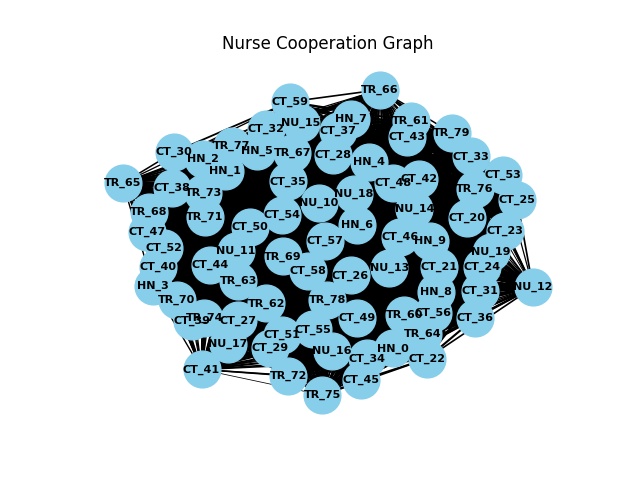 Nurse Cooperation Graph
TR_66
CT_59
NU_15
HN_7
TR_61
CT_32
CT_37
CT_43
TR_79
TR_77
CT_30
HN_5
TR_67
CT_28
CT_33
HN_2
HN_4
HN_1
CT_53
TR_65
CT_35
CT_42
CT_38
TR_76
TR_73
NU_18
CT_25
NU_10
TR_68
NU_14
TR_71
CT_54
CT_20
HN_6
CT_50
CT_47
CT_23
CT_46
CT_57
HN_9
CT_52
NU_11
NU_19
TR_69
CT_44
CT_40
NU_13
CT_21
CT_24
CT_58
CT_26
TR_63
HN_3
NU_12
HN_8
CT_31
TR_70
TR_78
TR_62
CT_56
TR_60
CT_49
CT_36
TR_74
CT_39
CT_27
CT_55
CT_51
TR_64
NU_17
CT_29
HN_0
NU_16
CT_34
CT_22
CT_41
TR_72
CT_45
TR_75